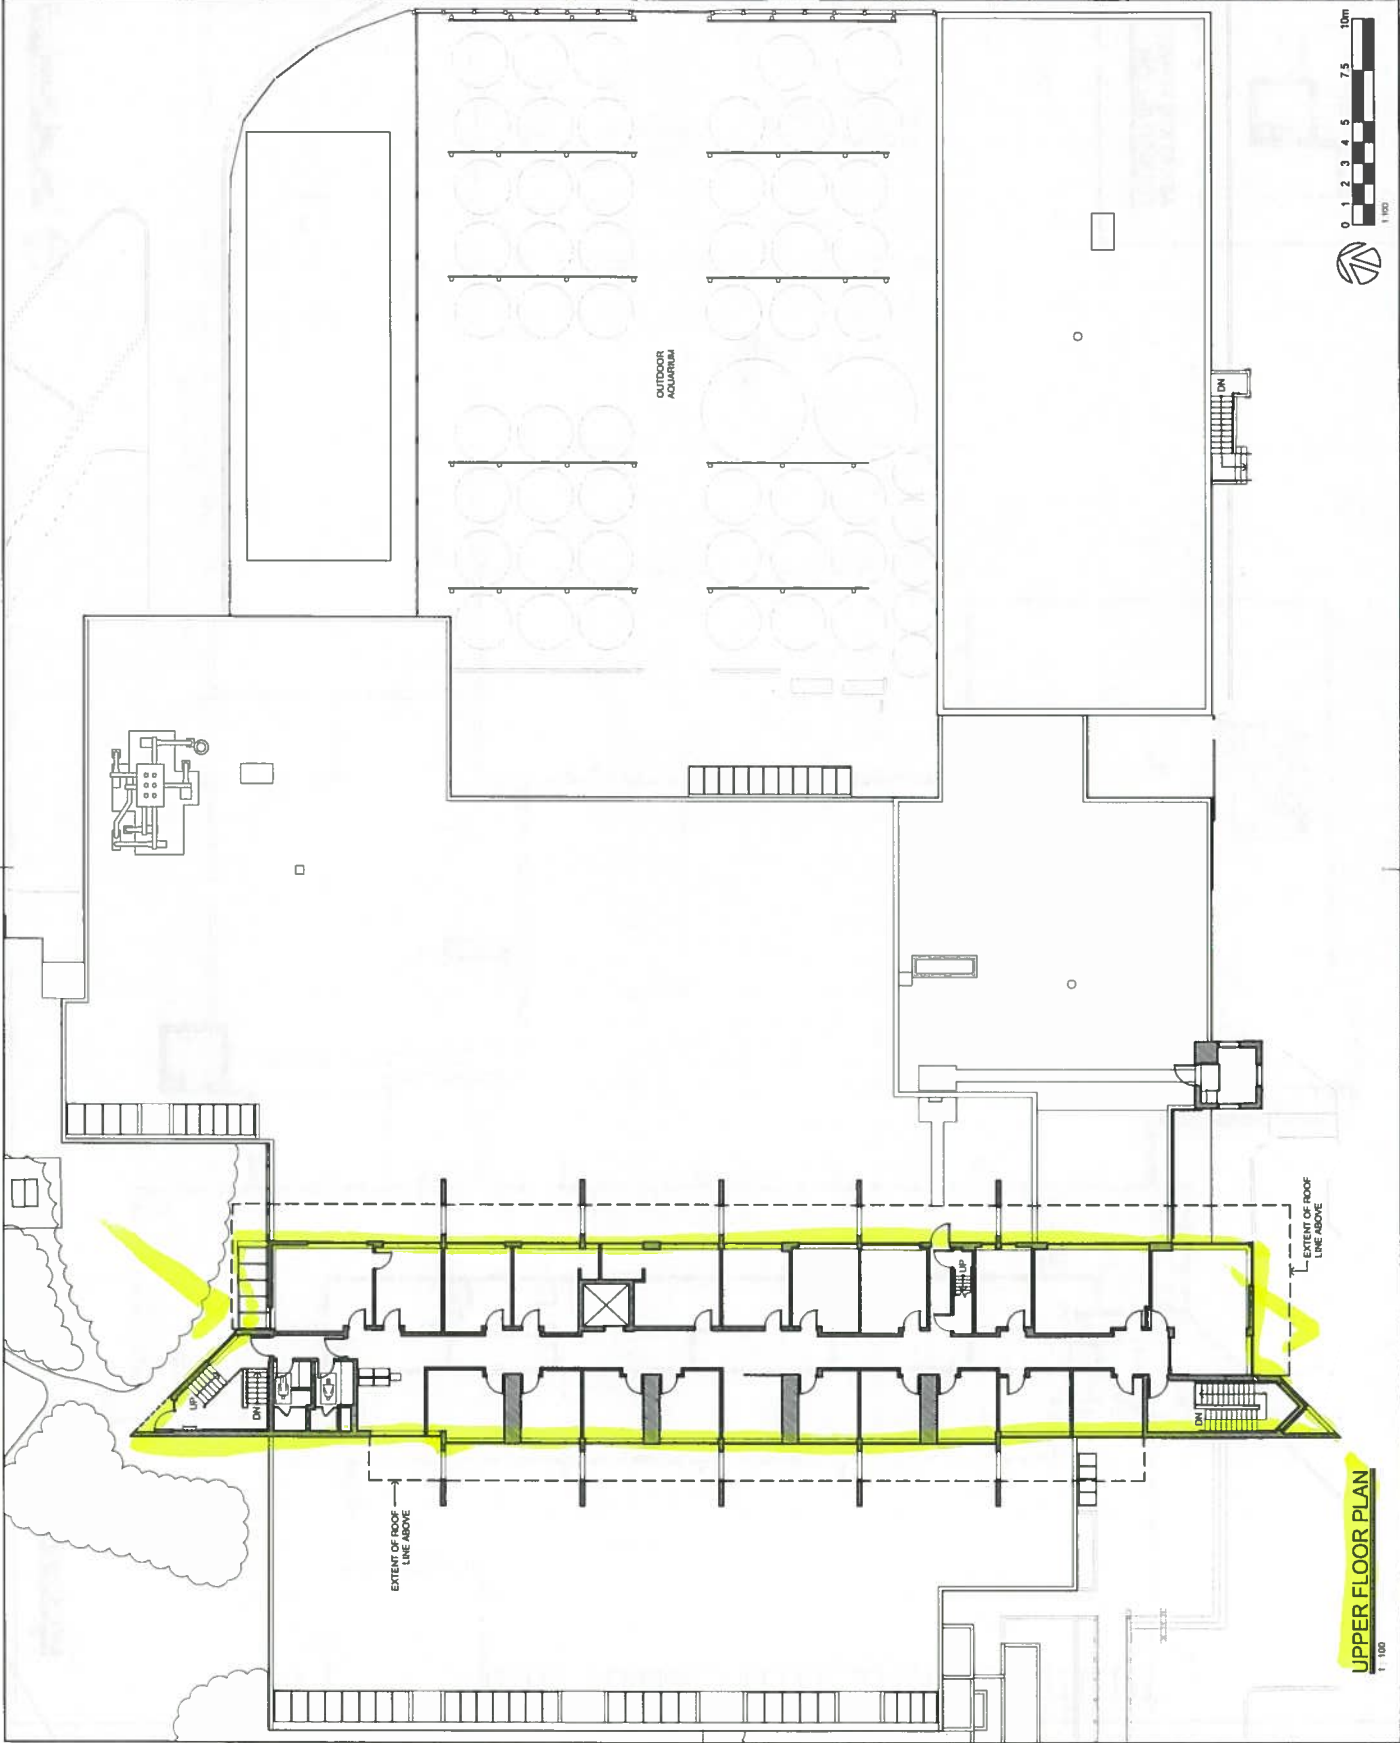 0 1 2 3 4 5 7.5 10m
1:100
OUTDOOR
AQUARIUM
DN
UP
EXTENT OF ROOF
LINE ABOVE
UP
DN
DN
EXTENT OF ROOF
LINE ABOVE
UPPER FLOOR PLAN
1 : 100